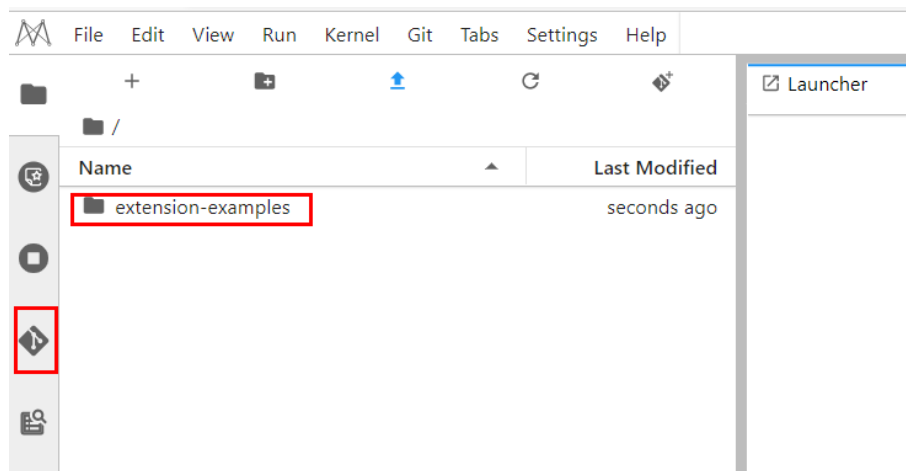 File Edit View Run Kernel Git Tabs Settings Help
Launcher
/
Name Last Modified
extension-examples seconds ago